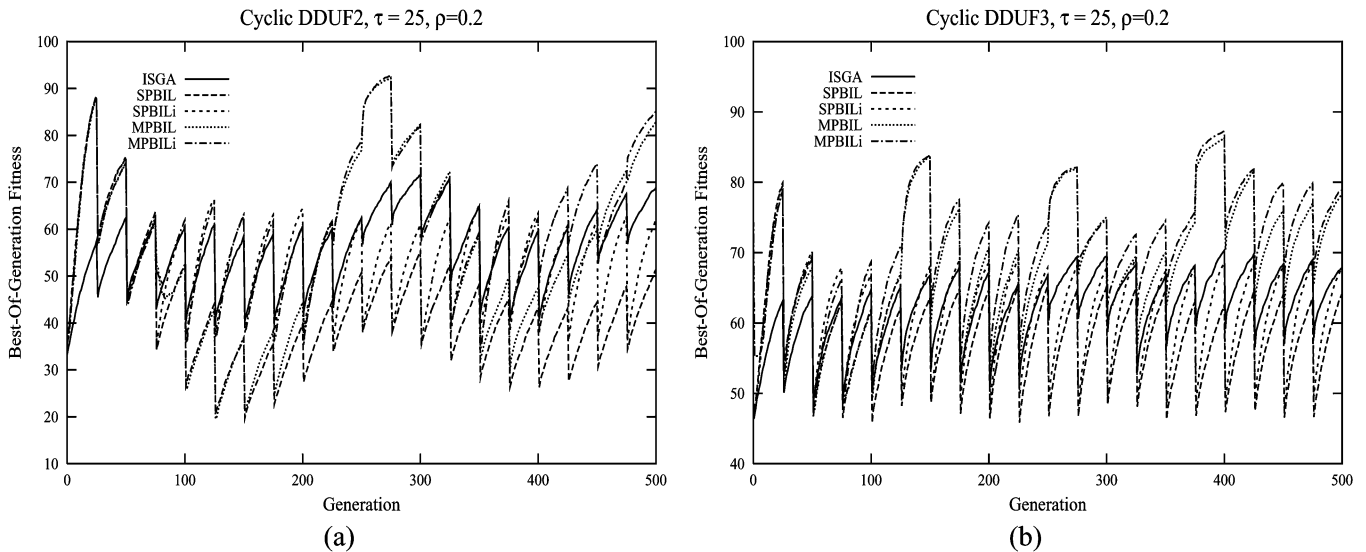 Cyclic DDUF2, τ = 25, ρ=0.2
Best-Of-Generation Fitness
100
90
80
70
60
50
40
30
20
10
ISGA
SPBIL
SPBILi
MPBIL
MPBILi
0 100 200 300 400 500
Generation
(a)
Cyclic DDUF3, τ = 25, ρ=0.2
Best-Of-Generation Fitness
100
90
80
70
60
50
40
ISGA
SPBIL
SPBILi
MPBIL
MPBILi
0 100 200 300 400 500
Generation
(b)